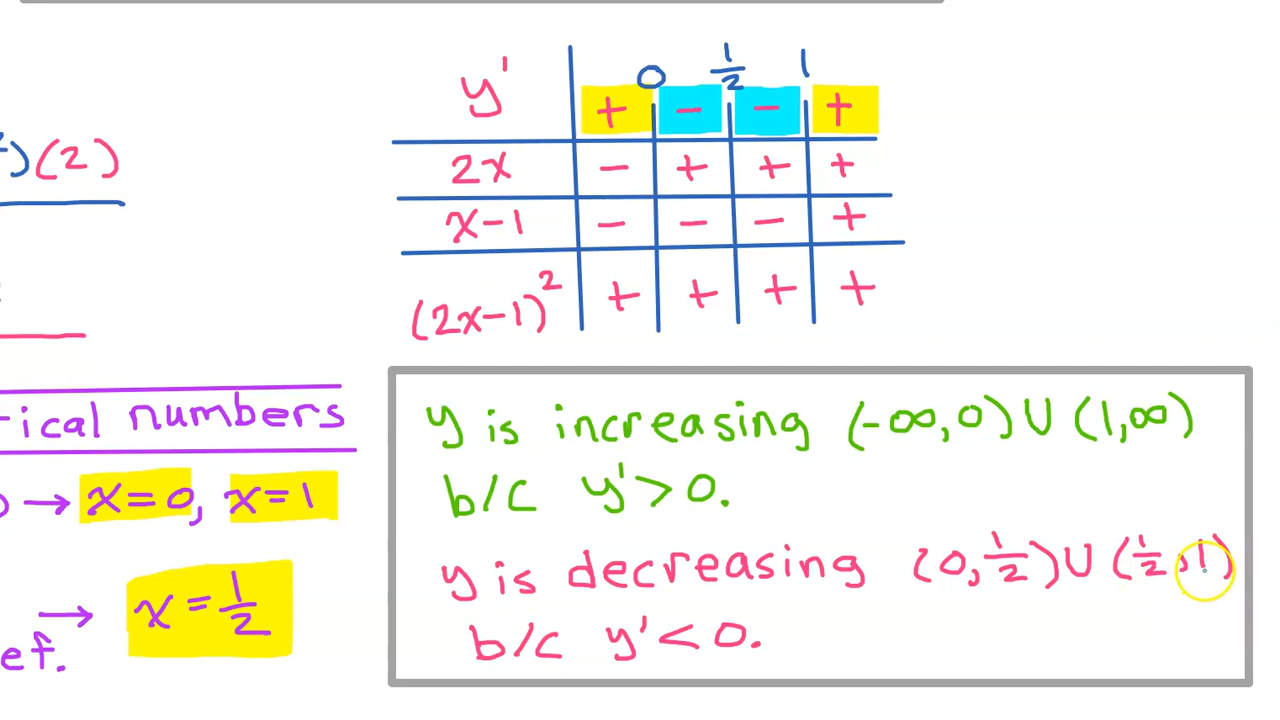 0 1/2 1
y' + - - +
)(2)
2x - + + +
x-1 - - - +
(2x-1)² + + + +
ical numbers
→ x=0, x=1
→ x=1/2
ef.
y is increasing (-∞,0) U (1,∞)
b/c y'>0.
y is decreasing (0,1/2) U (1/2,1)
b/c y'<0.